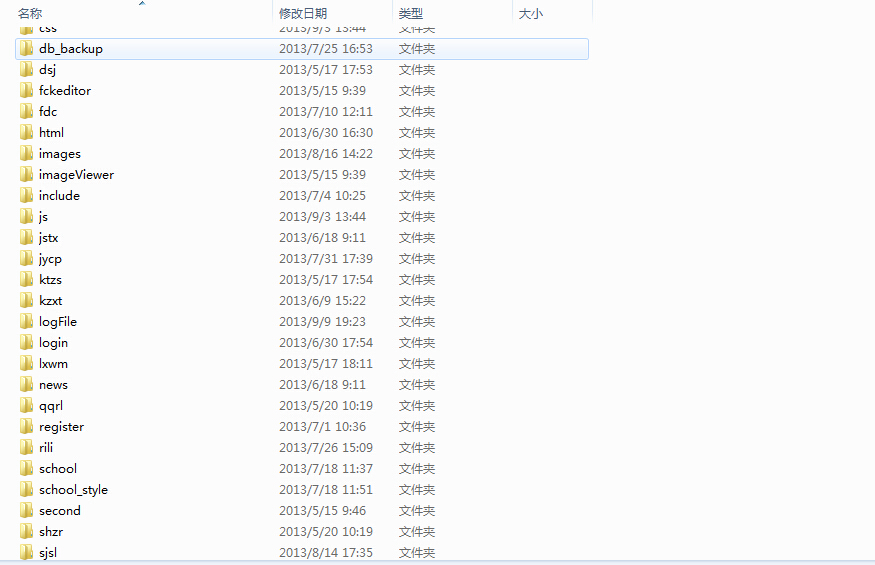 名称 修改日期 类型 大小
css 2013/9/3 13:44 文件夹
db_backup 2013/7/25 16:53 文件夹
dsj 2013/5/17 17:53 文件夹
fckeditor 2013/5/15 9:39 文件夹
fdc 2013/7/10 12:11 文件夹
html 2013/6/30 16:30 文件夹
images 2013/8/16 14:22 文件夹
imageViewer 2013/5/15 9:39 文件夹
include 2013/7/4 10:25 文件夹
js 2013/9/3 13:44 文件夹
jstx 2013/6/18 9:11 文件夹
jycp 2013/7/31 17:39 文件夹
ktzs 2013/5/17 17:54 文件夹
kzxt 2013/6/9 15:22 文件夹
logFile 2013/9/9 19:23 文件夹
login 2013/6/30 17:54 文件夹
lxwm 2013/5/17 18:11 文件夹
news 2013/6/18 9:11 文件夹
qqrl 2013/5/20 10:19 文件夹
register 2013/7/1 10:36 文件夹
rili 2013/7/26 15:09 文件夹
school 2013/7/18 11:37 文件夹
school_style 2013/7/18 11:51 文件夹
second 2013/5/15 9:46 文件夹
shzr 2013/5/20 10:19 文件夹
sjsl 2013/8/14 17:35 文件夹